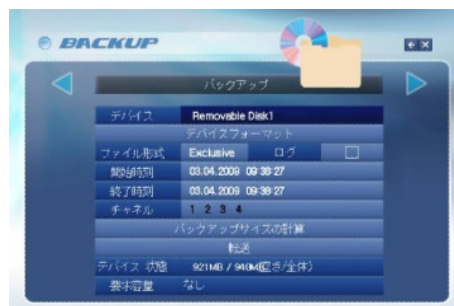 BACKUP
バックアップ
デバイス Removable Disk1
デバイスフォーマット
ファイル形式 Exclusive ログ
開始時刻 03.04.2009 09:38:27
終了時刻 03.04.2009 09:38:27
チャネル 1 2 3 4
バックアップサイズの計算
転送
デバイス 状態 921MB / 940MB(空き/全体)
要求容量 なし